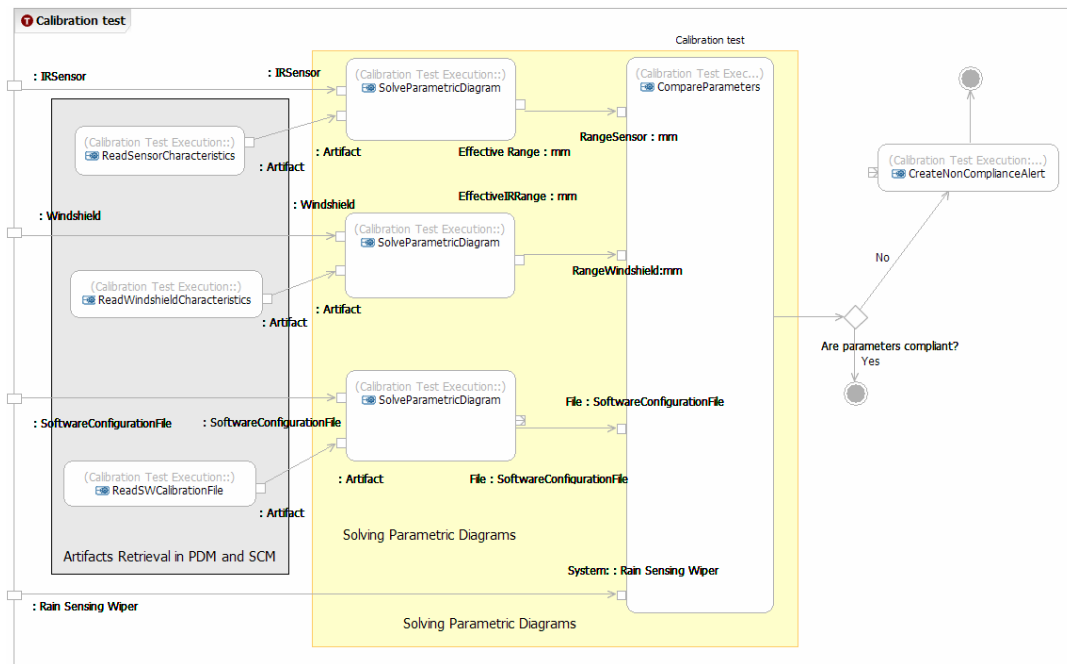 Calibration test
Calibration test
: IRSensor
: IRSensor
(Calibration Test Execution::)
SolveParametricDiagram
(Calibration Test Exec...)
CompareParameters
(Calibration Test Execution::)
ReadSensorCharacteristics
: Artifact
: Artifact
Effective Range : mm
RangeSensor : mm
(Calibration Test Execution:...)
CreateNonComplianceAlert
EffectiveIRRange : mm
: Windshield
: Windshield
(Calibration Test Execution::)
SolveParametricDiagram
No
RangeWindshield:mm
(Calibration Test Execution::)
ReadWindshieldCharacteristics
: Artifact
: Artifact
Are parameters compliant?
Yes
(Calibration Test Execution::)
SolveParametricDiagram
File : SoftwareConfigurationFile
: SoftwareConfigurationFile
: SoftwareConfigurationFile
(Calibration Test Execution::)
ReadSWCalibrationFile
: Artifact
: Artifact
File : SoftwareConfigurationFile
Solving Parametric Diagrams
Artifacts Retrieval in PDM and SCM
System: : Rain Sensing Wiper
: Rain Sensing Wiper
Solving Parametric Diagrams